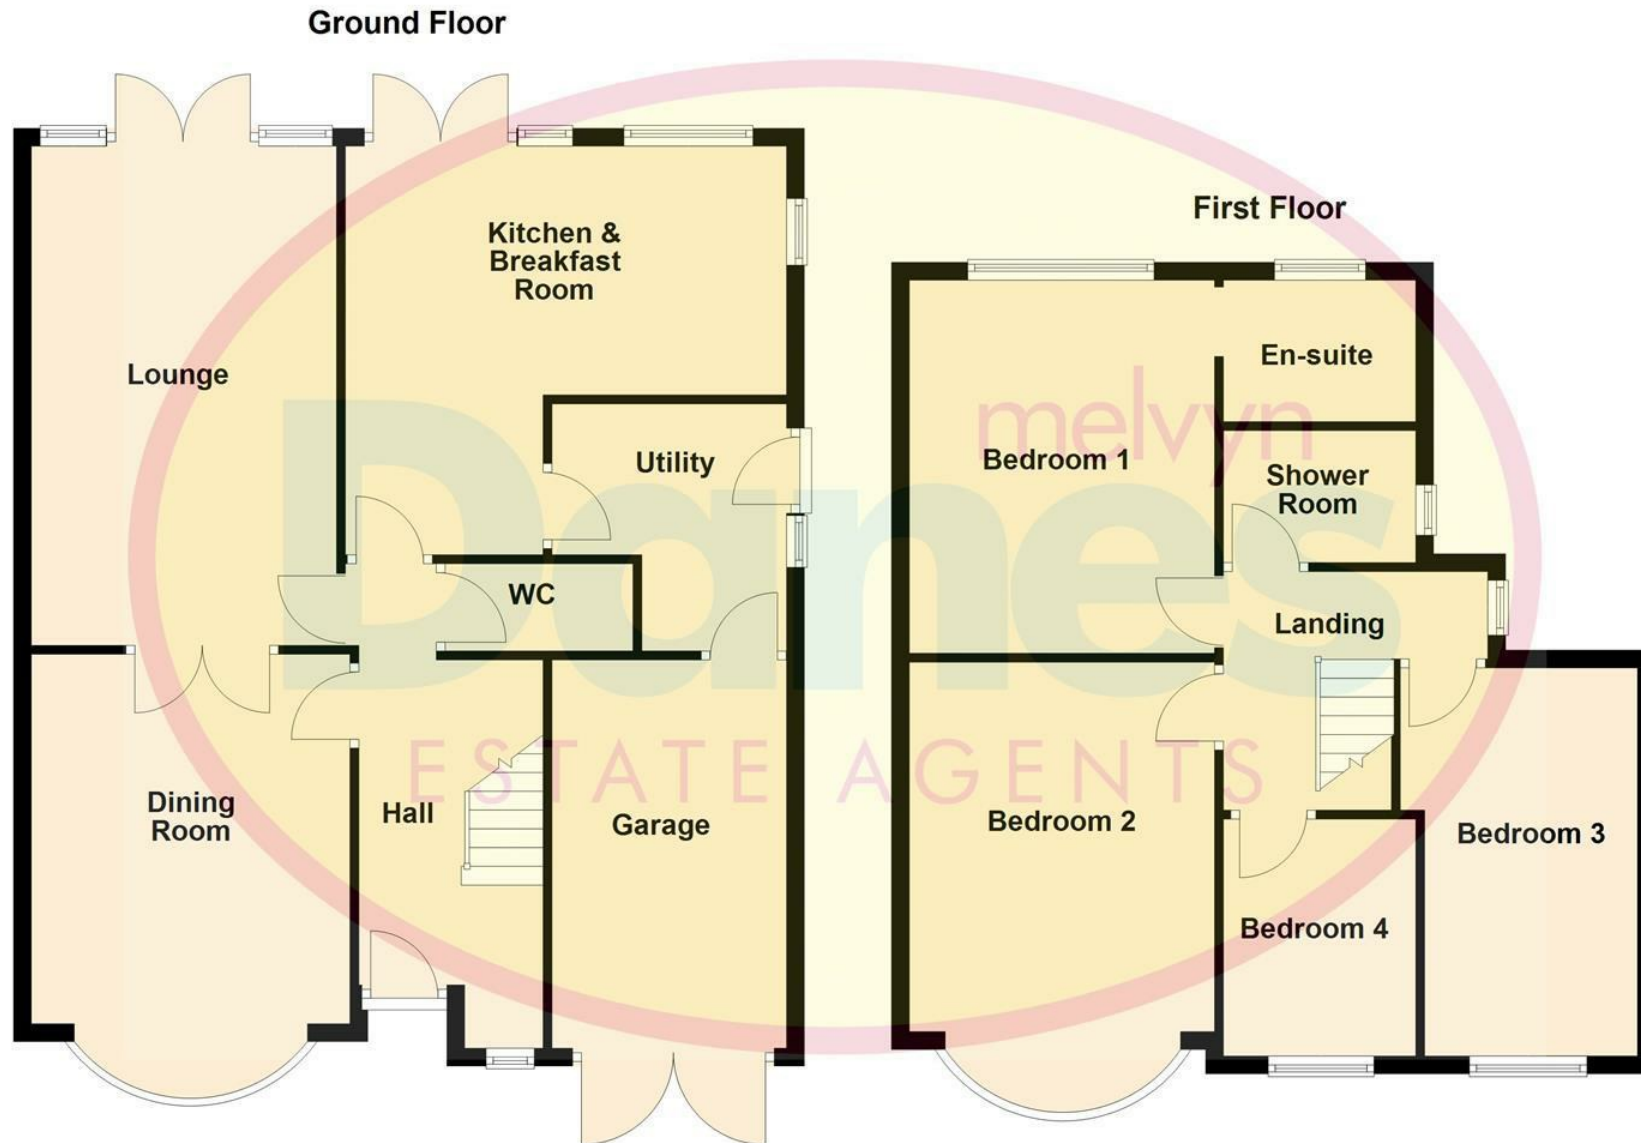 Ground Floor
Kitchen &
Breakfast
Room
Lounge
Utility
WC
Dining
Room
Hall
Garage
First Floor
En-suite
Bedroom 1
Shower
Room
Landing
Bedroom 2
Bedroom 3
Bedroom 4
melvyn
Danes
ESTATE AGENTS